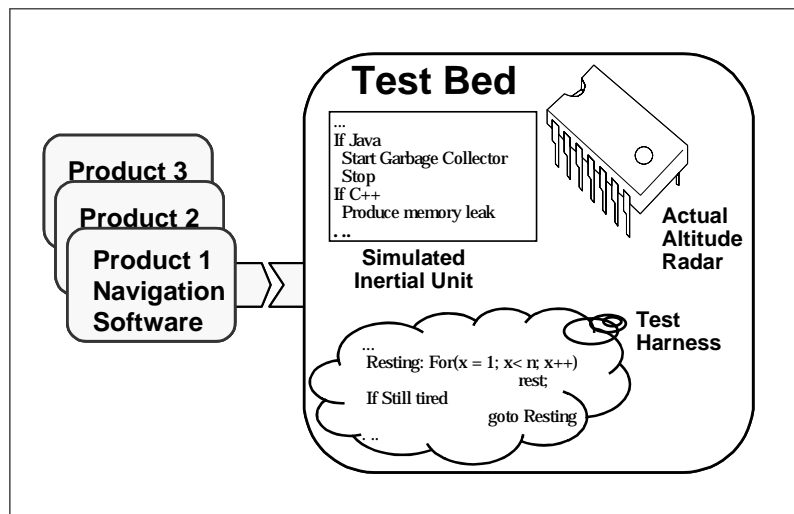 Test Bed
...
If Java
Start Garbage Collector
Stop
If C++
Produce memory leak
. ..
Simulated
Inertial Unit
Actual
Altitude
Radar
Product 3
Product 2
Product 1
Navigation
Software
Test
Harness
...
Resting: For(x = 1; x< n; x++)
rest;
If Still tired
goto Resting
. ..